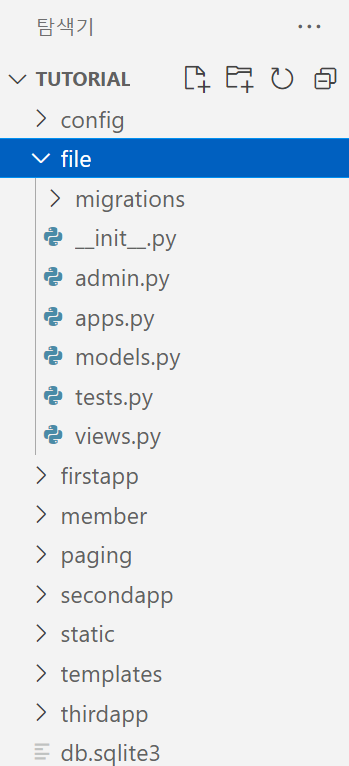 탐색기
TUTORIAL
config
file
migrations
__init__.py
admin.py
apps.py
models.py
tests.py
views.py
firstapp
member
paging
secondapp
static
templates
thirdapp
db.sqlite3